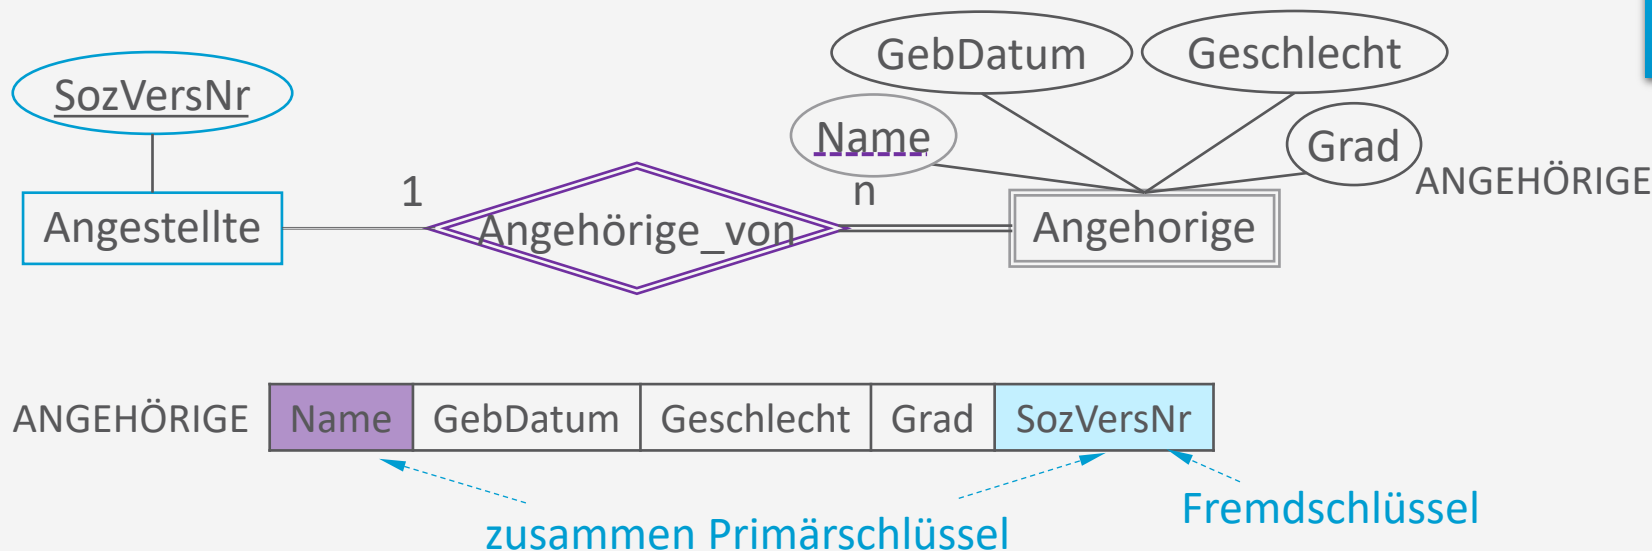 GebDatum
Geschlecht
SozVersNr
Name
Grad
1
n
ANGEHÖRIGE
Angestellte
Angehörige_von
Angehorige
ANGEHÖRIGE Name GebDatum Geschlecht Grad SozVersNr
Fremdschlüssel
zusammen Primärschlüssel